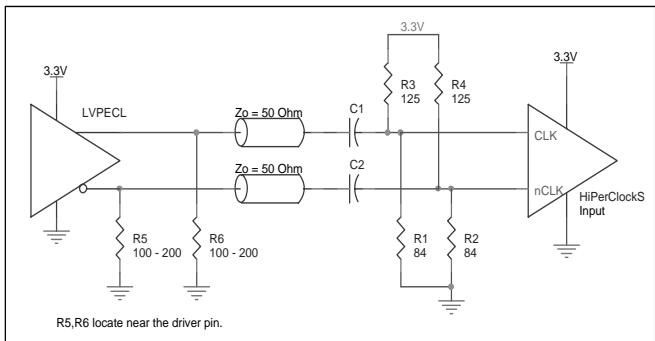 3.3V
3.3V
3.3V
LVPECL
Zo = 50 Ohm
C1
R3
125
R4
125
CLK
Zo = 50 Ohm
C2
nCLK
HiPerClockS
Input
R5
100 - 200
R6
100 - 200
R1
84
R2
84
R5,R6 locate near the driver pin.